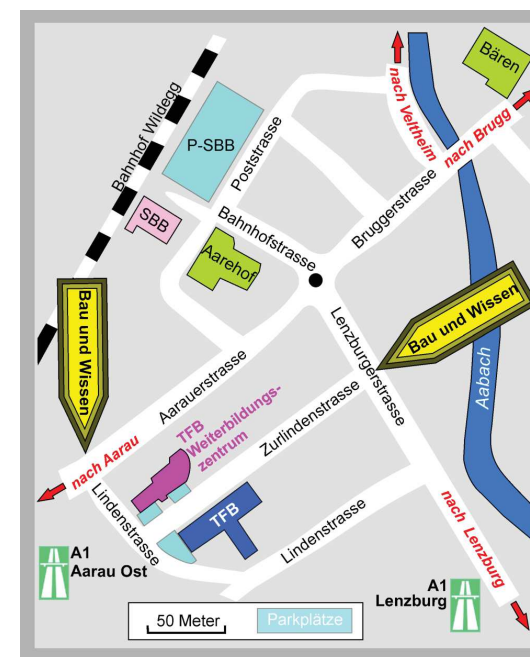 Bären
nach Veltheim
nach Brugg
Bahnhof Wildegg
P-SBB
Poststrasse
SBB
Bahnhofstrasse
Bruggerstrasse
Aarehof
Bau und Wissen
Bau und Wissen
Aabach
Lenzburgerstrasse
Aarauerstrasse
TFB
Weiterbildungs-
zentrum
Zurlindenstrasse
nach Aarau
Lindenstrasse
TFB
Lindenstrasse
nach Lenzburg
A1
Aarau Ost
A1
Lenzburg
50 Meter
Parkplätze